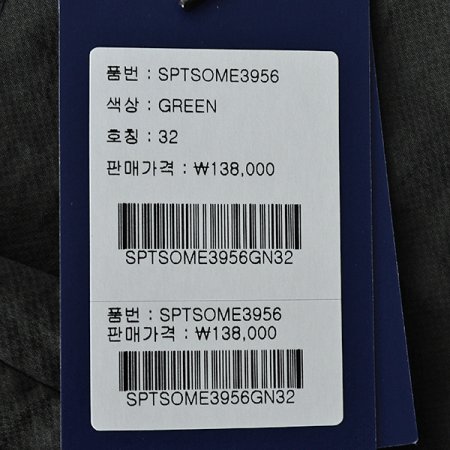 품번 : SPTSOME3956
색상 : GREEN
호칭 : 32
판매가격 : ₩138,000
SPTSOME3956GN32
품번 : SPTSOME3956
판매가격 : ₩138,000
SPTSOME3956GN32